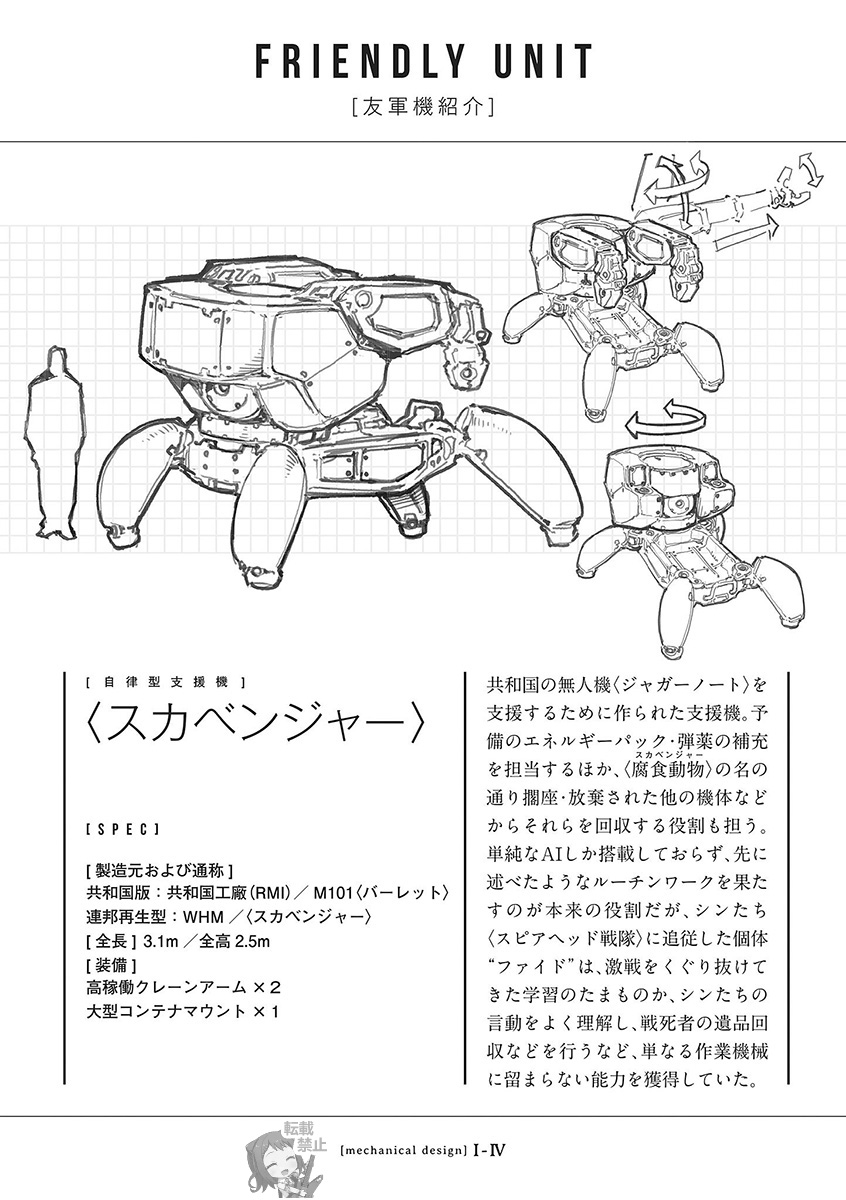 FRIENDLY UNIT
[友軍機紹介]
[自律型支援機]
〈スカベンジャー〉
[SPEC]
[製造元および通称]
共和国版：共和国工廠（RMI）／ M101〈バーレット〉
連邦再生型：WHM ／〈スカベンジャー〉
[全長] 3.1m ／全高 2.5m
[装備]
高稼働クレーンアーム ×2
大型コンテナマウント ×1
共和国の無人機〈ジャガーノート〉を
支援するために作られた支援機。予
備のエネルギーパック・弾薬の補充
スカベンジャー
を担当するほか、〈腐食動物〉の名の
通り擱座・放棄された他の機体など
からそれらを回収する役割も担う。
単純なAIしか搭載しておらず、先に
述べたようなルーチンワークを果た
すのが本来の役割だが、シンたち
〈スピアヘッド戦隊〉に追従した個体
“ファイド”は、激戦をくぐり抜けて
きた学習のたまものか、シンたちの
言動をよく理解し、戦死者の遺品回
収などを行うなど、単なる作業機械
に留まらない能力を獲得していた。
転載
禁止
[mechanical design] I-Ⅳ